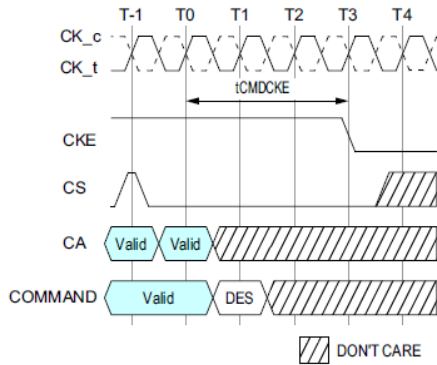 T-1 T0 T1 T2 T3 T4
CK_c
CK_t
tCMDCKE
CKE
CS
CA Valid Valid
COMMAND Valid DES
DON'T CARE